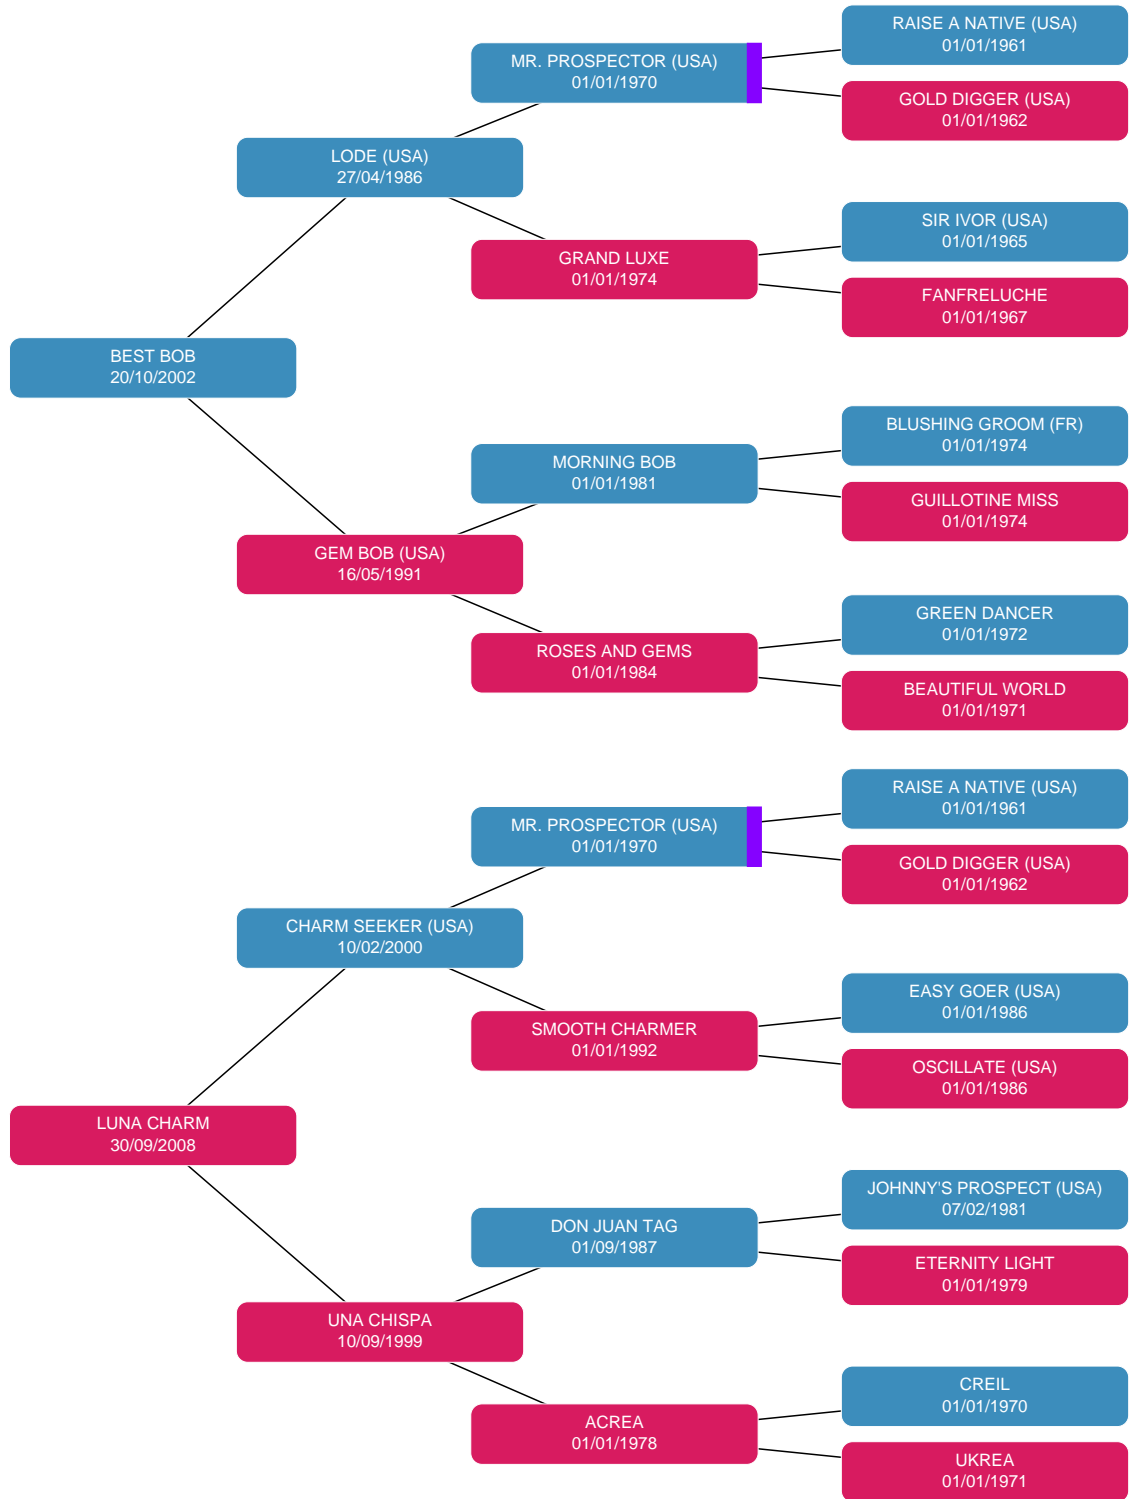 RAISE A NATIVE (USA)
01/01/1961
MR. PROSPECTOR (USA)
01/01/1970
GOLD DIGGER (USA)
01/01/1962
LODE (USA)
27/04/1986
SIR IVOR (USA)
01/01/1965
GRAND LUXE
01/01/1974
FANFRELUCHE
01/01/1967
BEST BOB
20/10/2002
BLUSHING GROOM (FR)
01/01/1974
MORNING BOB
01/01/1981
GUILLOTINE MISS
01/01/1974
GEM BOB (USA)
16/05/1991
GREEN DANCER
01/01/1972
ROSES AND GEMS
01/01/1984
BEAUTIFUL WORLD
01/01/1971
RAISE A NATIVE (USA)
01/01/1961
MR. PROSPECTOR (USA)
01/01/1970
GOLD DIGGER (USA)
01/01/1962
CHARM SEEKER (USA)
10/02/2000
EASY GOER (USA)
01/01/1986
SMOOTH CHARMER
01/01/1992
OSCILLATE (USA)
01/01/1986
LUNA CHARM
30/09/2008
JOHNNY'S PROSPECT (USA)
07/02/1981
DON JUAN TAG
01/09/1987
ETERNITY LIGHT
01/01/1979
UNA CHISPA
10/09/1999
CREIL
01/01/1970
ACREA
01/01/1978
UKREA
01/01/1971